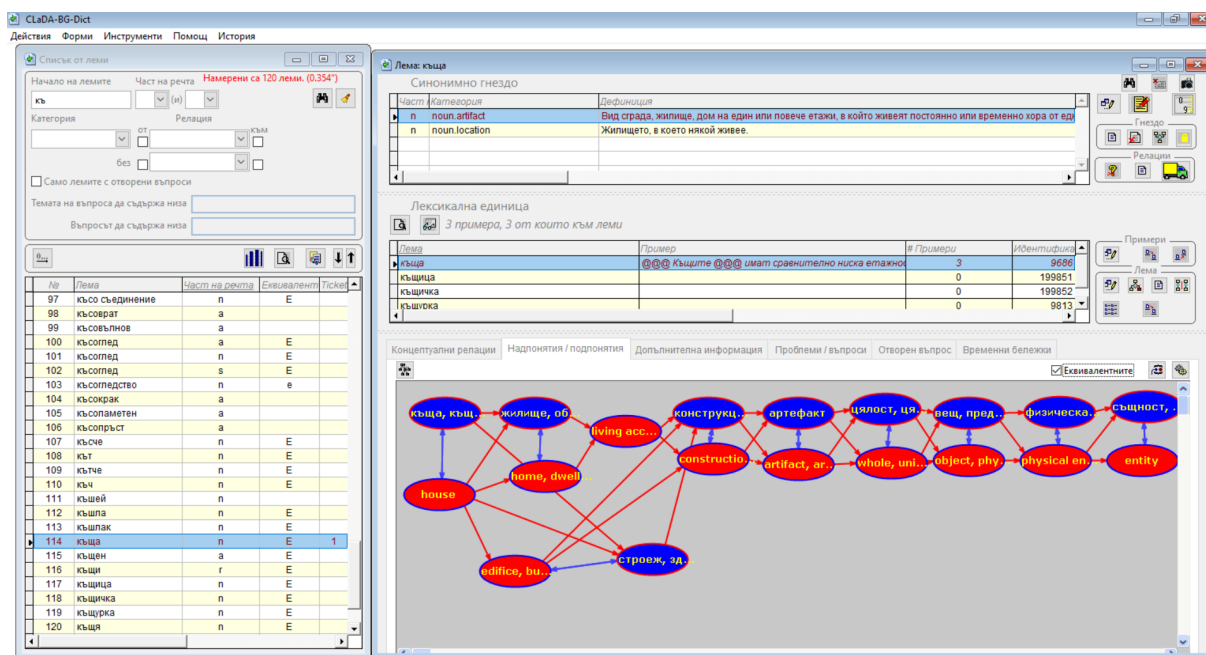 CLaDA-BG-Dict
Действия Форми Инструменти Помощ История
Списък от леми
Начало на лемите Част на речта Намерени са 120 леми. (0.354")
къ (и)
Категория Релация
от към
без
Само лемите с отворени въпроси
Темата на въпроса да съдържа низа
Въпросът да съдържа низа
№ Лема Част на речта Еквивалент Ticket
97 късо съединение n E
98 късоврат a
99 късовълнов a
100 късоглед a E
101 късоглед n E
102 късоглед s E
103 късогледство n e
104 късокрак a
105 късопаметен a
106 късопръст a
107 късче n E
108 кът n E
109 кътче n E
110 къч n E
111 къшей n
112 къшла n E
113 къшлак n E
114 къща n E 1
115 къщен a E
116 къщи r E
117 къщица n E
118 къщичка n E
119 къщурка n E
120 къщя n E
Лема: къща
Синонимно гнездо
Част Категория Дефиниция
n noun.artifact Вид сграда, жилище, дом на един или повече етажи, в който живеят постоянно или временно хора от ед
n noun.location Жилището, в което някой живее.
Гнездо
Релации
Лексикална единица
3 примера, 3 от които към леми
Лема Пример # Примери Идентифика
къща @@@ Къщите @@@ имат сравнително ниска етажнос 3 9686
къщица 0 199851
къщичка 0 199852
къщурка 0 9813
Примери
Лема
Концептуални релации Надпонятия / подпонятия Допълнителна информация Проблеми / въпроси Отворен въпрос Временни бележки
Еквивалентните
къща, къщ... жилище, об... living acc... конструкц... артефакт цялост, ця... вещ, пред... физическа... същност, ...
house home, dwell... constructio... artifact, ar... whole, uni... object, phy... physical en... entity
edifice, bu... строеж, зд...